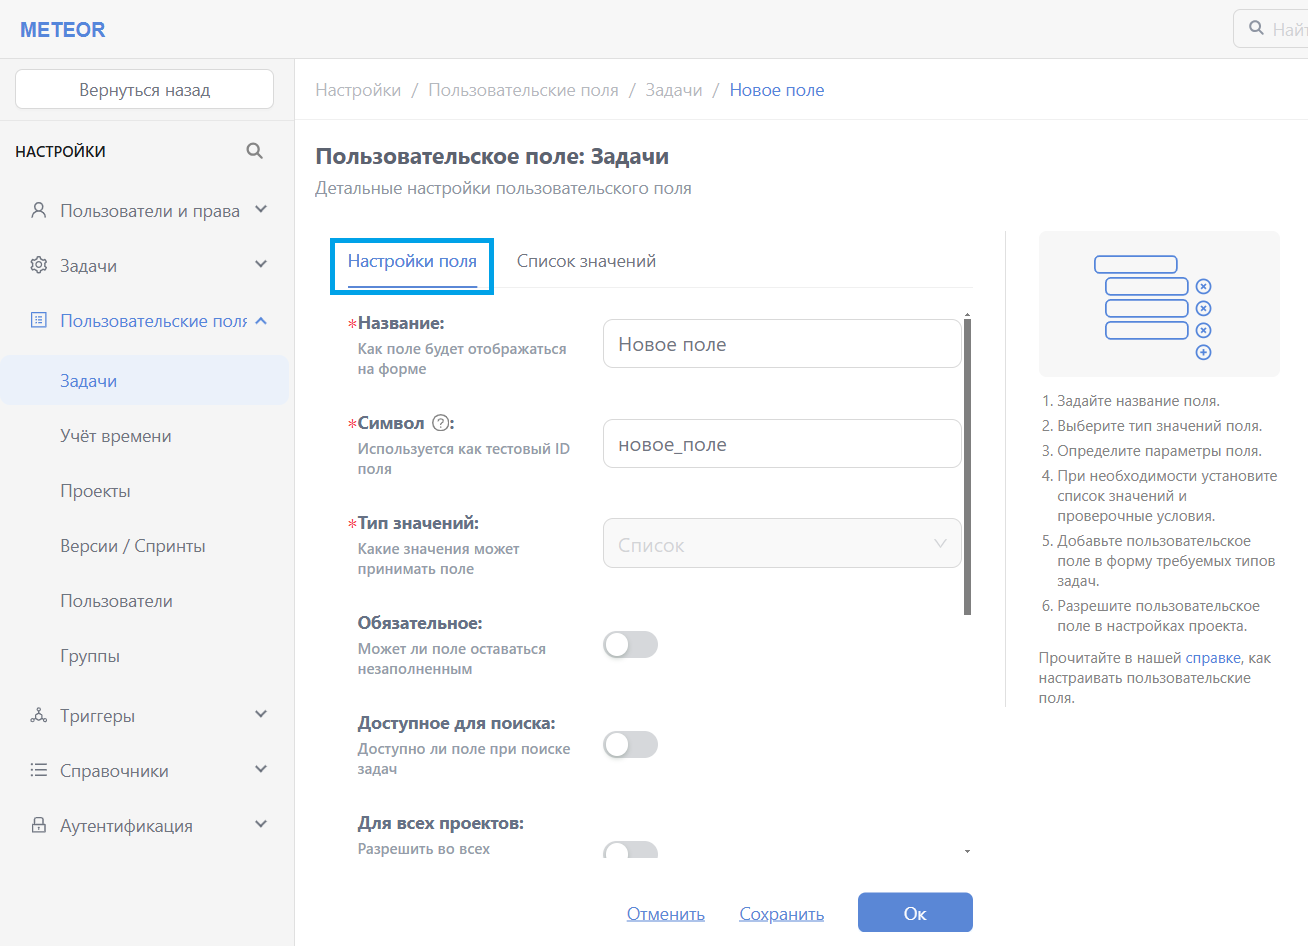 METEOR
Найт
Вернуться назад
Настройки / Пользовательские поля / Задачи / Новое поле
НАСТРОЙКИ
Пользователи и права
Задачи
Пользовательские поля
Задачи
Учёт времени
Проекты
Версии / Спринты
Пользователи
Группы
Триггеры
Справочники
Аутентификация
Пользовательское поле: Задачи
Детальные настройки пользовательского поля
Настройки поля
Список значений
*Название:
Как поле будет отображаться
на форме
Новое поле
*Символ ?:
Используется как тестовый ID
поля
новое_поле
*Тип значений:
Какие значения может
принимать поле
Список
Обязательное:
Может ли поле оставаться
незаполненным
Доступное для поиска:
Доступно ли поле при поиске
задач
Для всех проектов:
Разрешить во всех
Отменить
Сохранить
Ок
1. Задайте название поля.
2. Выберите тип значений поля.
3. Определите параметры поля.
4. При необходимости установите
список значений и
проверочные условия.
5. Добавьте пользовательское
поле в форму требуемых типов
задач.
6. Разрешите пользовательское
поле в настройках проекта.
Прочитайте в нашей справке, как
настраивать пользовательские
поля.